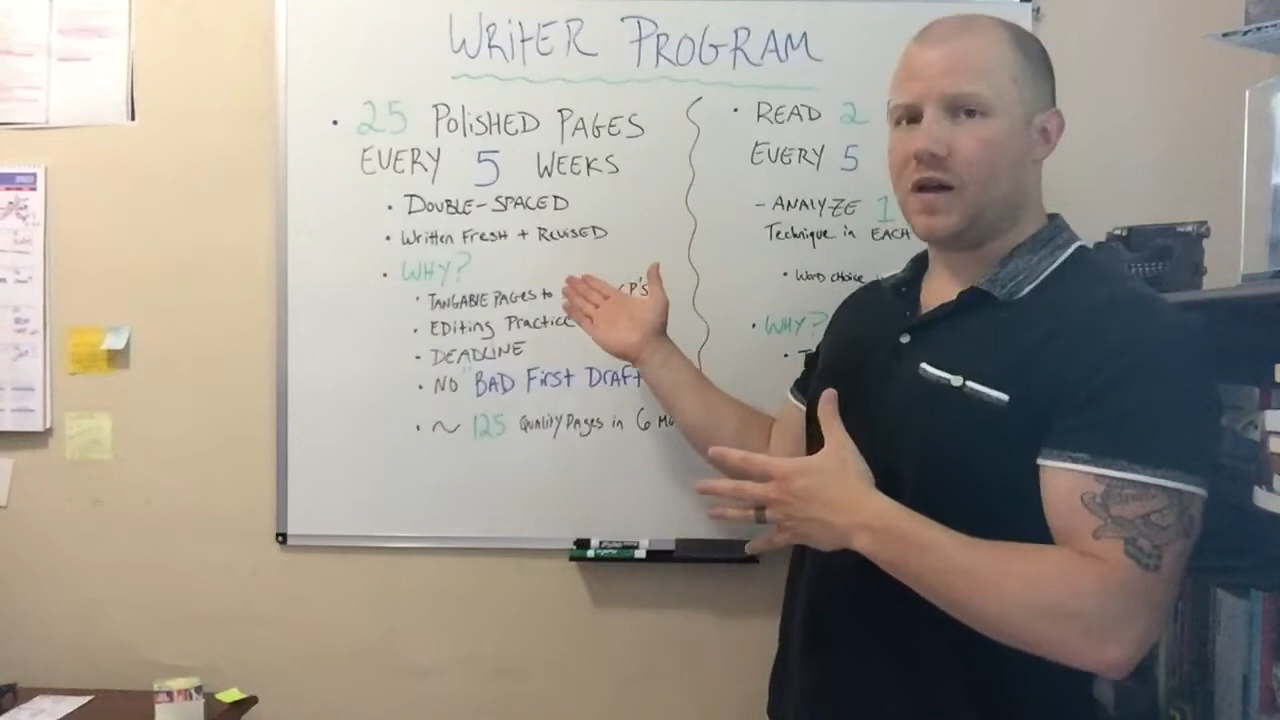 WRITER PROGRAM
• 25 POLISHED PAGES
EVERY 5 WEEKS
• DOUBLE-SPACED
• WRITTEN FRESH + REVISED
• WHY?
• TANGABLE PAGES to CP'S
• EDITING PRACTICE
• DEADLINE
• NO BAD FIRST DRAFT
• ~ 125 QUALITY PAGES in 6
• READ 2
EVERY 5
- ANALYZE 1
Technique in EACH
• WORD CHOICE
• WHY?